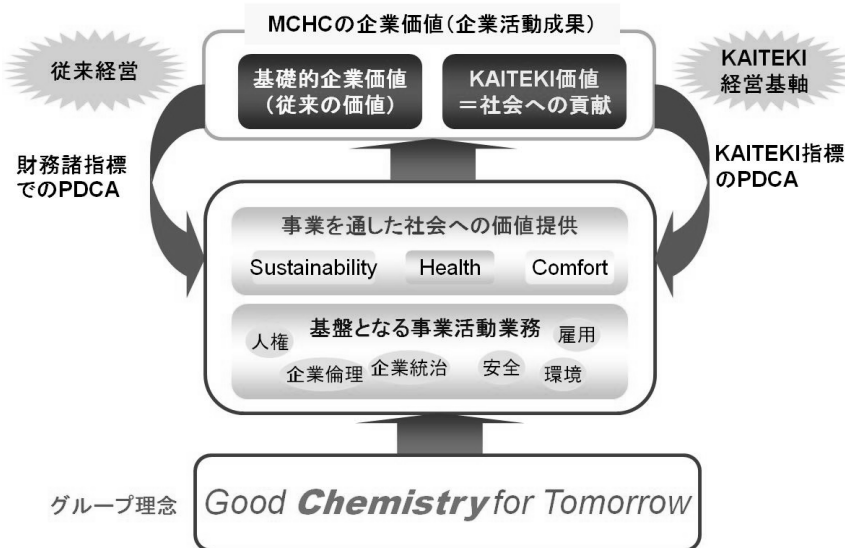 MCHCの企業価値（企業活動成果）
従来経営
基礎的企業価値
（従来の価値）
KAITEKI価値
＝社会への貢献
KAITEKI
経営基軸
財務諸指標
でのPDCA
KAITEKI指標
のPDCA
事業を通した社会への価値提供
Sustainability Health Comfort
基盤となる事業活動業務
人権 雇用
企業倫理 企業統治 安全 環境
グループ理念 Good Chemistry for Tomorrow